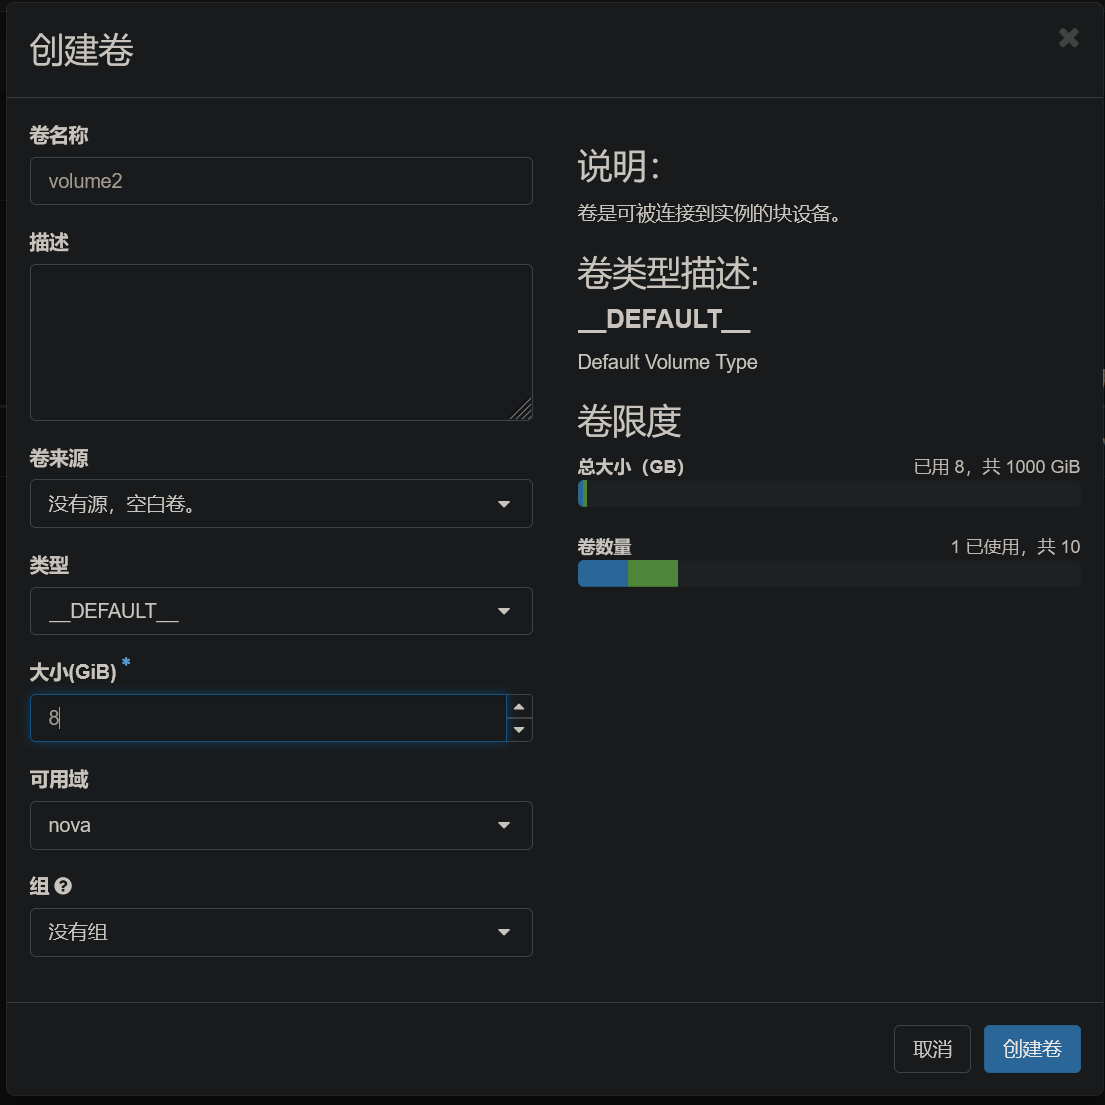 创建卷
卷名称
volume2
描述
卷来源
没有源，空白卷。
类型
__DEFAULT__
大小(GiB) *
8
可用域
nova
组
没有组
说明：
卷是可被连接到实例的块设备。
卷类型描述:
__DEFAULT__
Default Volume Type
卷限度
总大小（GB） 已用 8，共 1000 GiB
卷数量 1 已使用，共 10
取消 创建卷